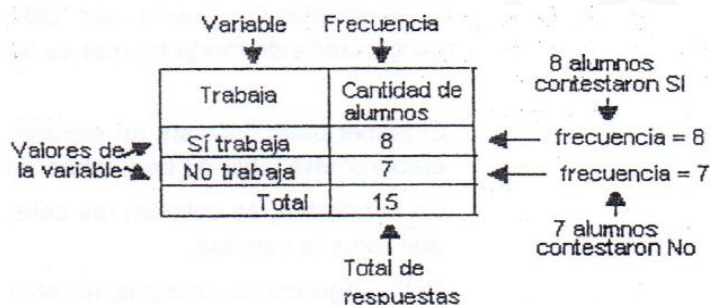 Variable Frecuencia
Trabaja
Cantidad de
alumnos
Sí trabaja 8
No trabaja 7
Total 15
Valores de
la variable
8 alumnos
contestaron SI
frecuencia = 8
frecuencia = 7
7 alumnos
contestaron No
Total de
respuestas